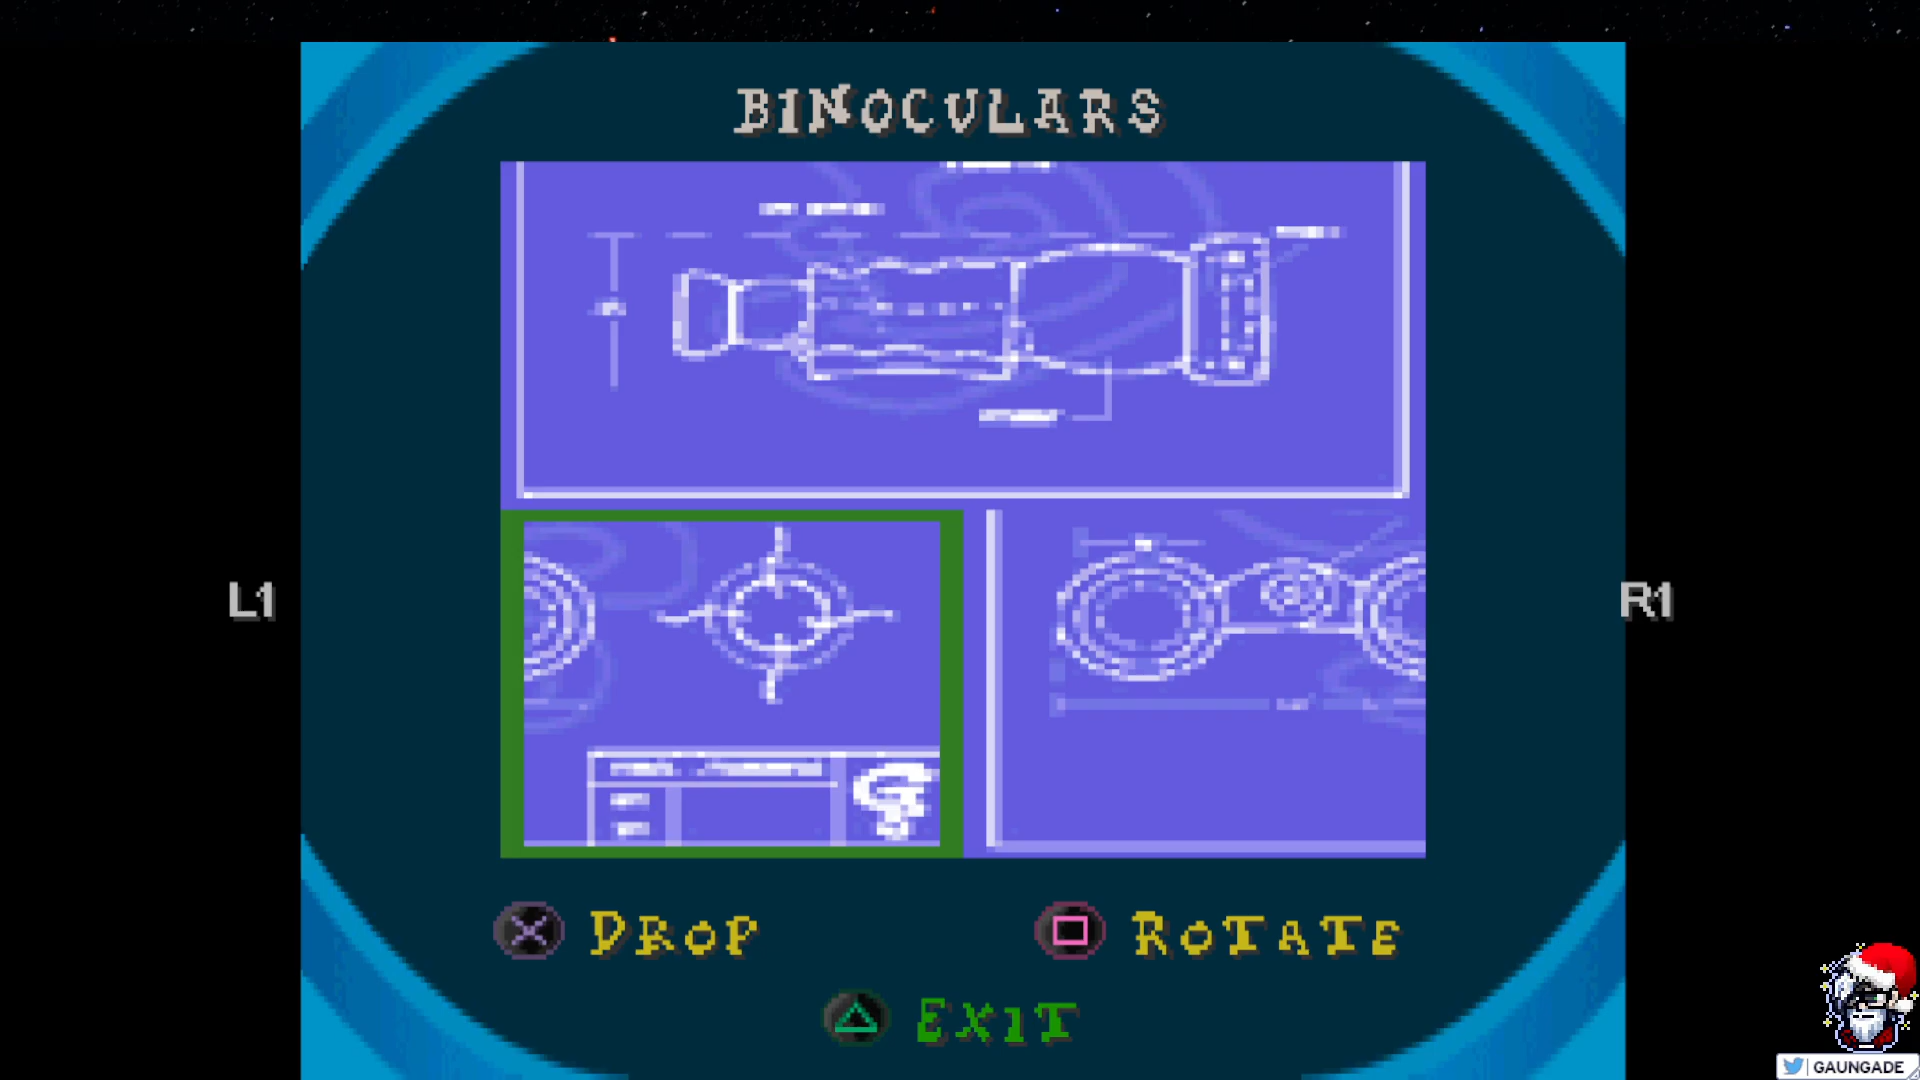 BINOCULARS
L1
R1
DROP
ROTATE
EXIT
GAUNGADE